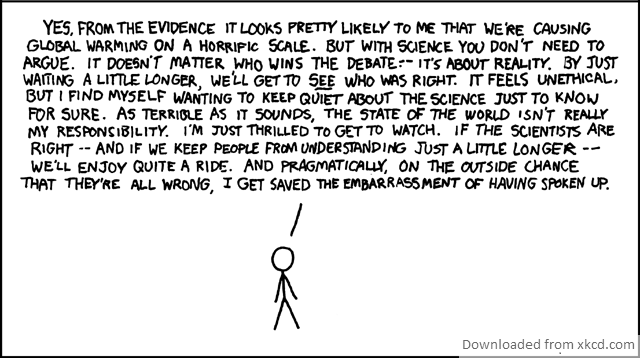 YES, FROM THE EVIDENCE IT LOOKS PRETTY LIKELY TO ME THAT WE'RE CAUSING
GLOBAL WARMING ON A HORRIFIC SCALE. BUT WITH SCIENCE YOU DON'T NEED TO
ARGUE. IT DOESN'T MATTER WHO WINS THE DEBATE -- IT'S ABOUT REALITY. BY JUST
WAITING A LITTLE LONGER, WE'LL GET TO SEE WHO WAS RIGHT. IT FEELS UNETHICAL,
BUT I FIND MYSELF WANTING TO KEEP QUIET ABOUT THE SCIENCE JUST TO KNOW
FOR SURE. AS TERRIBLE AS IT SOUNDS, THE STATE OF THE WORLD ISN'T REALLY
MY RESPONSIBILITY. I'M JUST THRILLED TO GET TO WATCH. IF THE SCIENTISTS ARE
RIGHT -- AND IF WE KEEP PEOPLE FROM UNDERSTANDING JUST A LITTLE LONGER --
WE'LL ENJOY QUITE A RIDE. AND PRAGMATICALLY, ON THE OUTSIDE CHANCE
THAT THEY'RE ALL WRONG, I GET SAVED THE EMBARRASSMENT OF HAVING SPOKEN UP.
Downloaded from xkcd.com